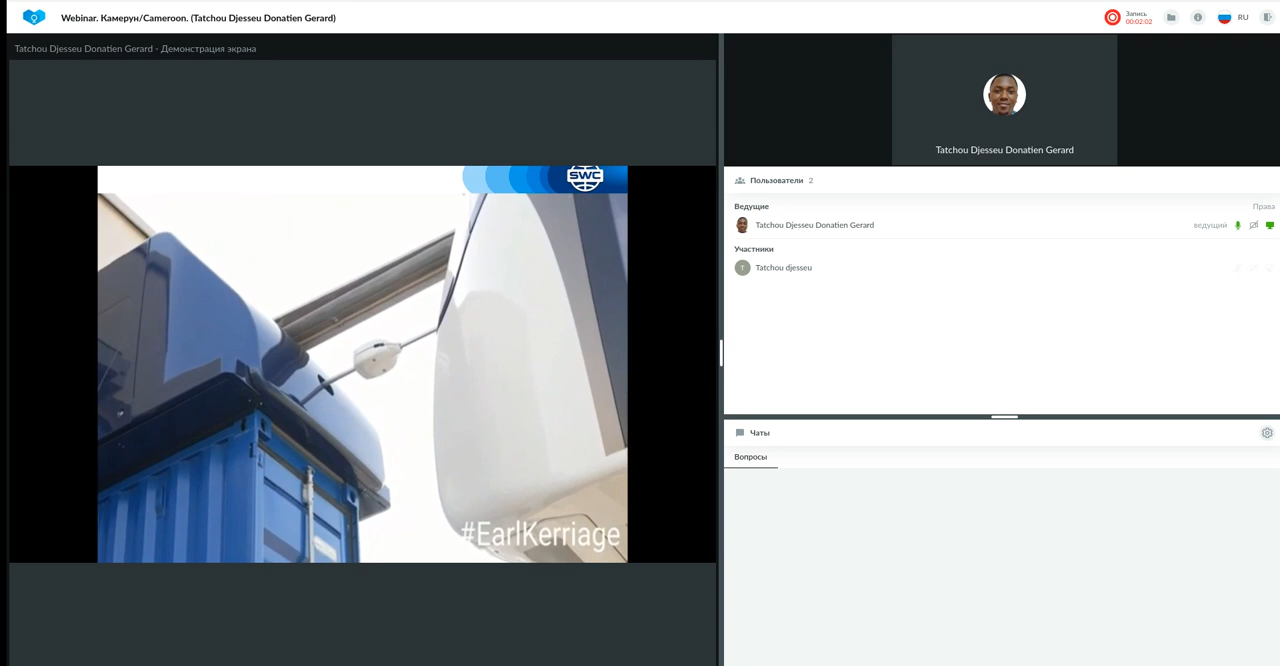 Webinar. Камерун/Cameroon. (Tatchou Djesseu Donatien Gerard)
Запись
00:02:02
RU
Tatchou Djesseu Donatien Gerard - Демонстрация экрана
SWC
#EarlKerriage
Tatchou Djesseu Donatien Gerard
Пользователи 2
Ведущие
Права
Tatchou Djesseu Donatien Gerard
ведущий
Участники
T
Tatchou djesseu
Чаты
Вопросы